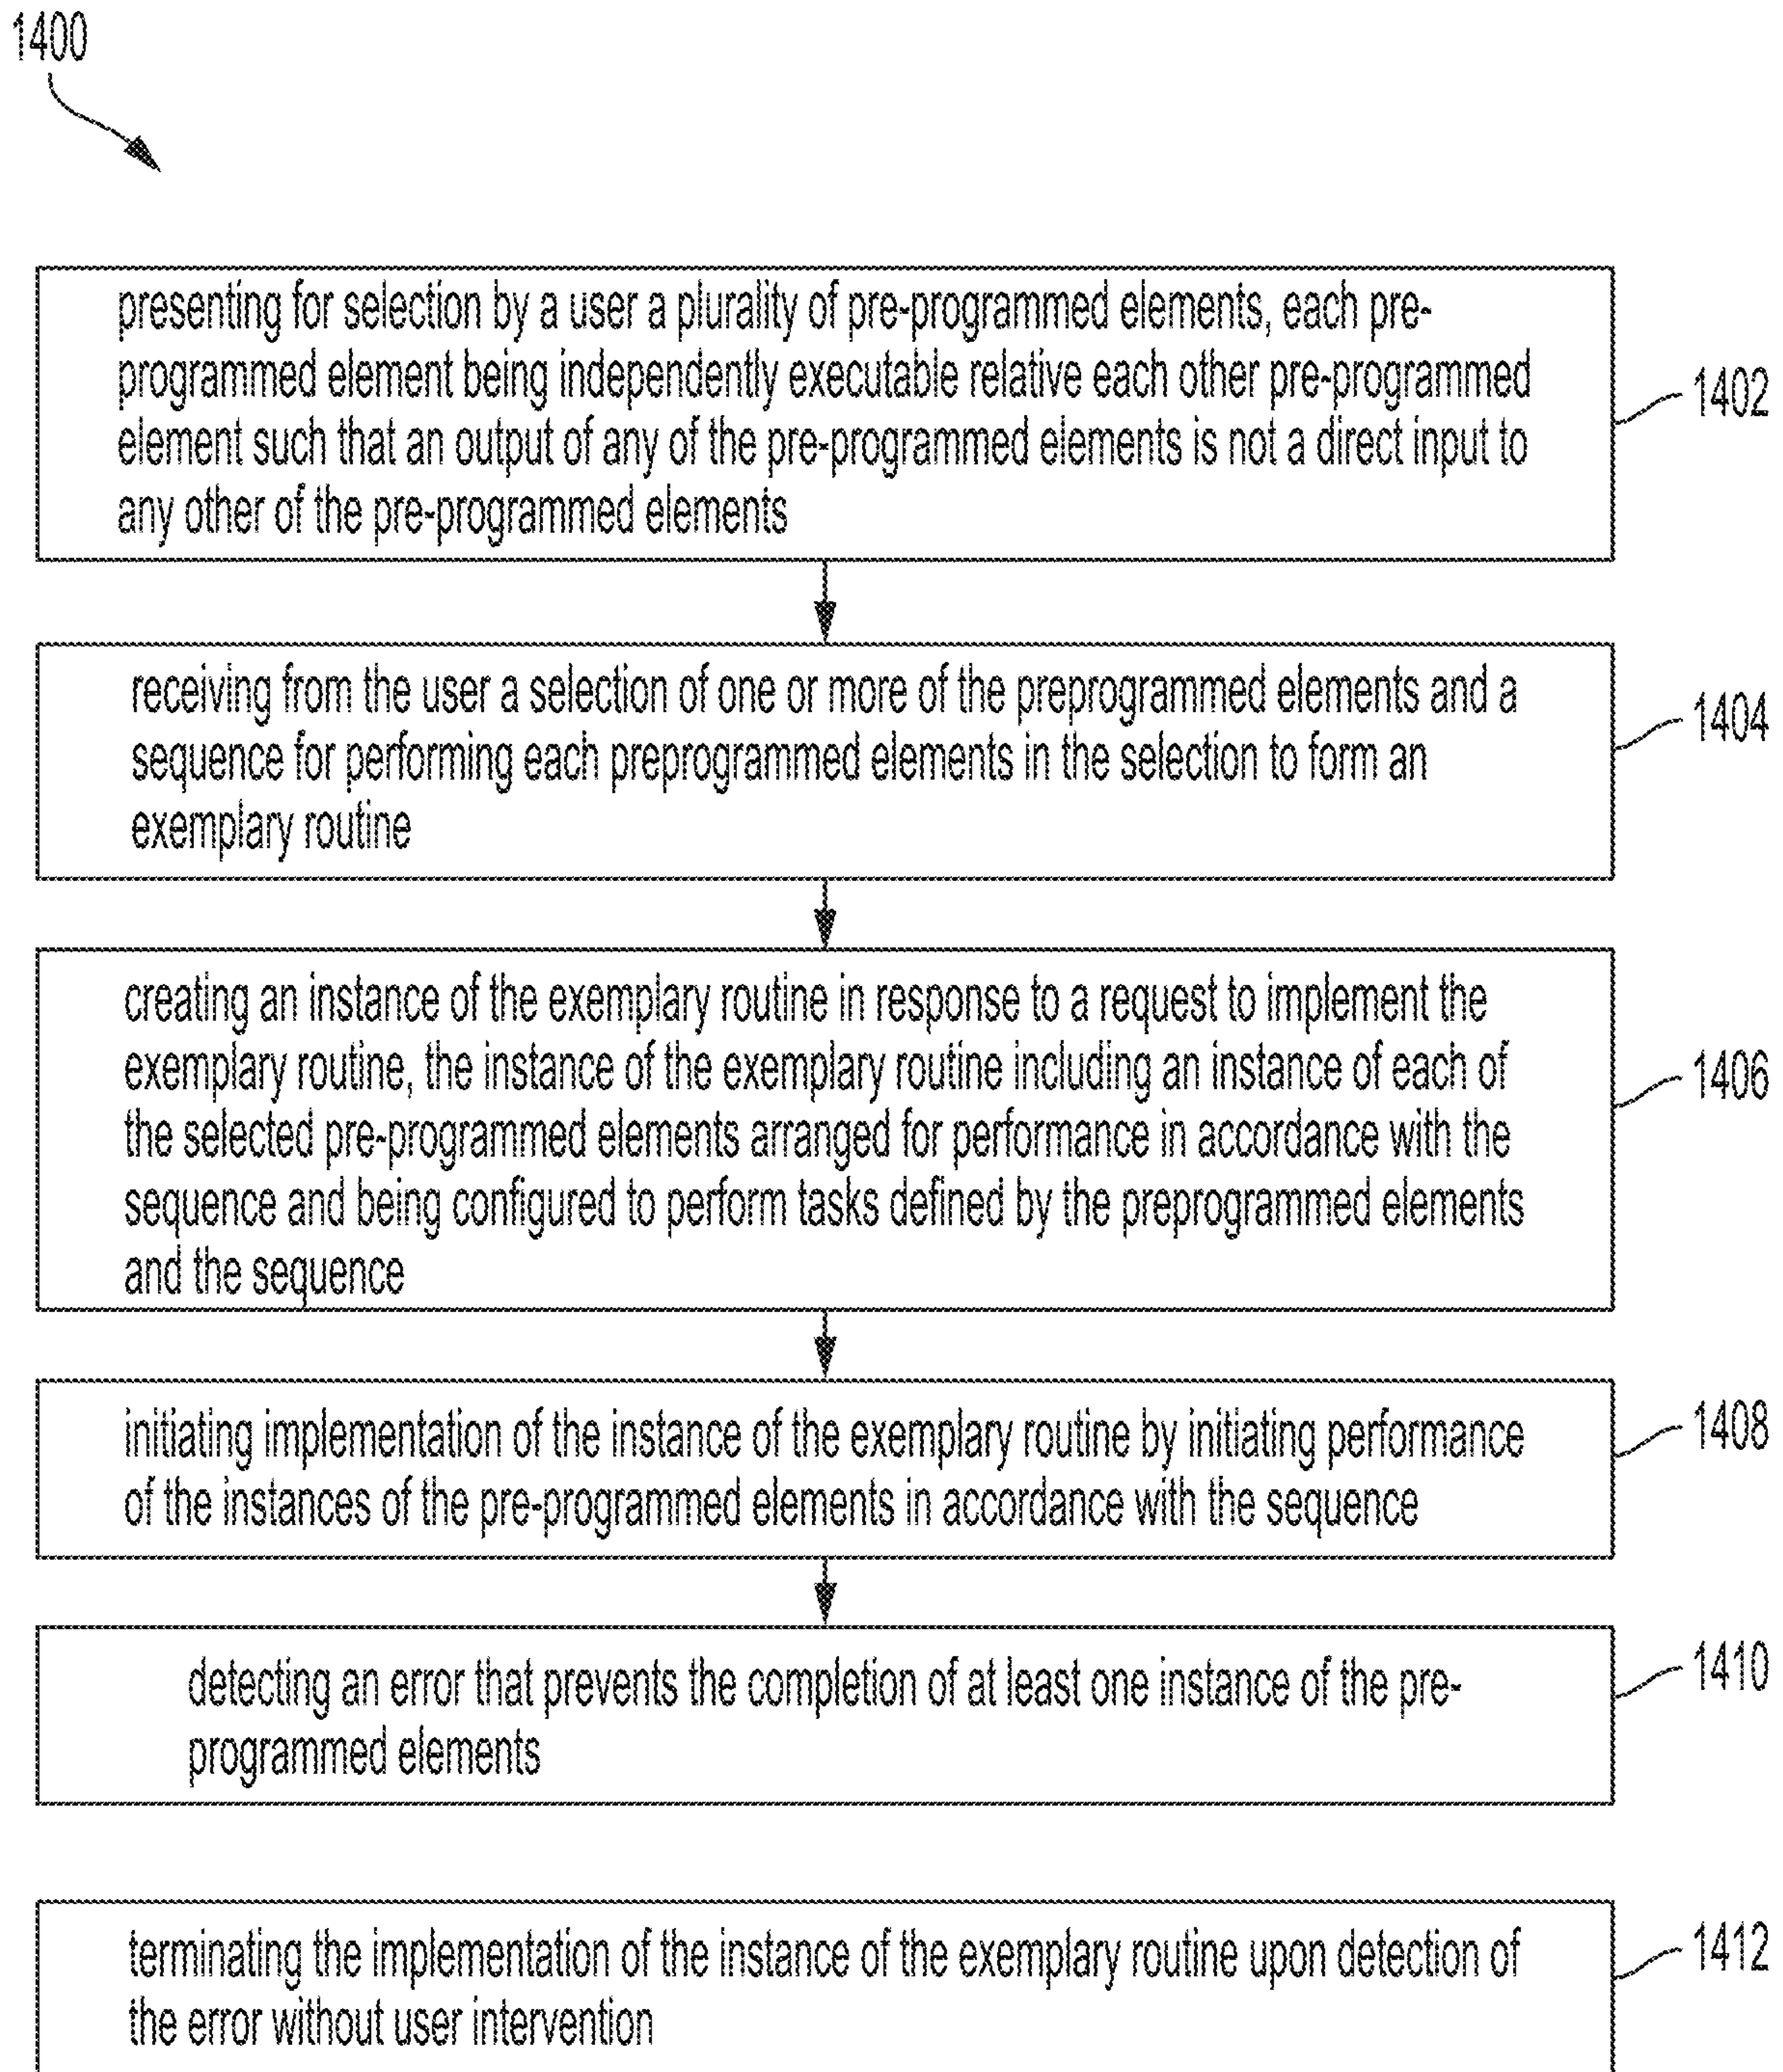 1400
presenting for selection by a user a plurality of pre-programmed elements, each pre-
programmed element being independently executable relative each other pre-programmed
element such that an output of any of the pre-programmed elements is not a direct input to
any other of the pre-programmed elements
1402
receiving from the user a selection of one or more of the preprogrammed elements and a
sequence for performing each preprogrammed elements in the selection to form an
exemplary routine
1404
creating an instance of the exemplary routine in response to a request to implement the
exemplary routine, the instance of the exemplary routine including an instance of each of
the selected pre-programmed elements arranged for performance in accordance with the
sequence and being configured to perform tasks defined by the preprogrammed elements
and the sequence
1406
initiating implementation of the instance of the exemplary routine by initiating performance
of the instances of the pre-programmed elements in accordance with the sequence
1408
detecting an error that prevents the completion of at least one instance of the pre-
programmed elements
1410
terminating the implementation of the instance of the exemplary routine upon detection of
the error without user intervention
1412